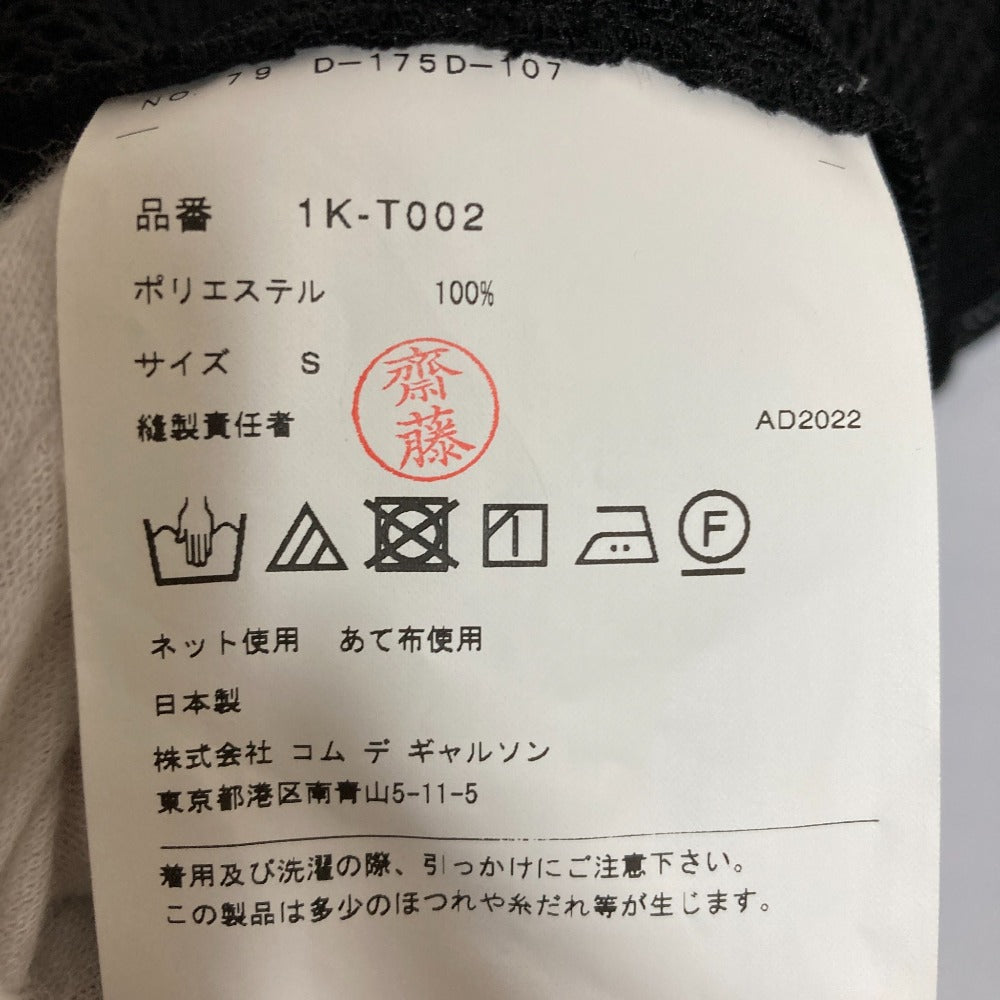 NO. 79 D-175D-107
品番 1K-T002
ポリエステル 100%
サイズ S
縫製責任者 齋藤 AD2022
F
ネット使用 あて布使用
日本製
株式会社 コム デ ギャルソン
東京都港区南青山5-11-5
着用及び洗濯の際、引っかけにご注意下さい。
この製品は多少のほつれや糸だれ等が生じます。